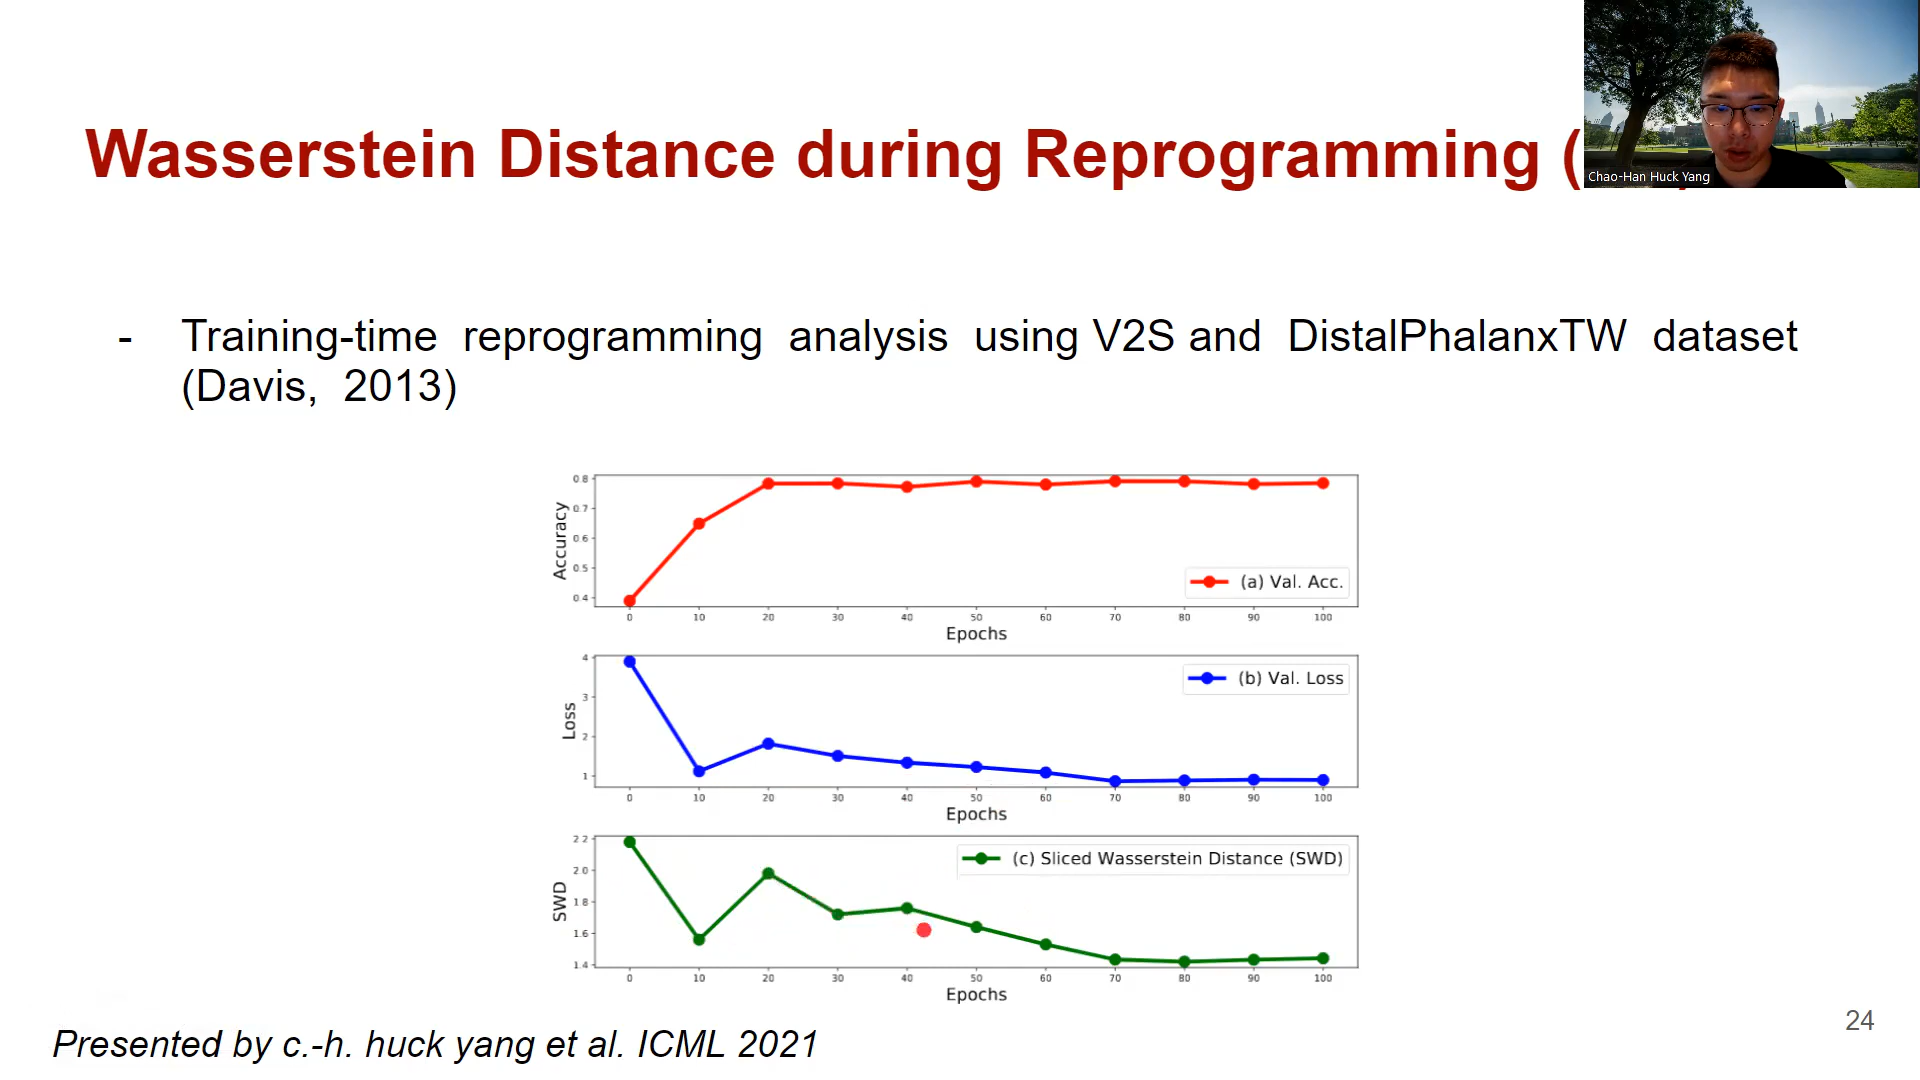 Wasserstein Distance during Reprogramming (
Chao-Han Huck Yang
- Training-time reprogramming analysis using V2S and DistalPhalanxTW dataset
(Davis, 2013)
0.8
0.7
0.6
0.5
0.4
Accuracy
(a) Val. Acc.
0 10 20 30 40 50 60 70 80 90 100
Epochs
4
3
2
1
Loss
(b) Val. Loss
0 10 20 30 40 50 60 70 80 90 100
Epochs
2.2
2.0
1.8
1.6
1.4
SWD
(c) Sliced Wasserstein Distance (SWD)
0 10 20 30 40 50 60 70 80 90 100
Epochs
24
Presented by c.-h. huck yang et al. ICML 2021